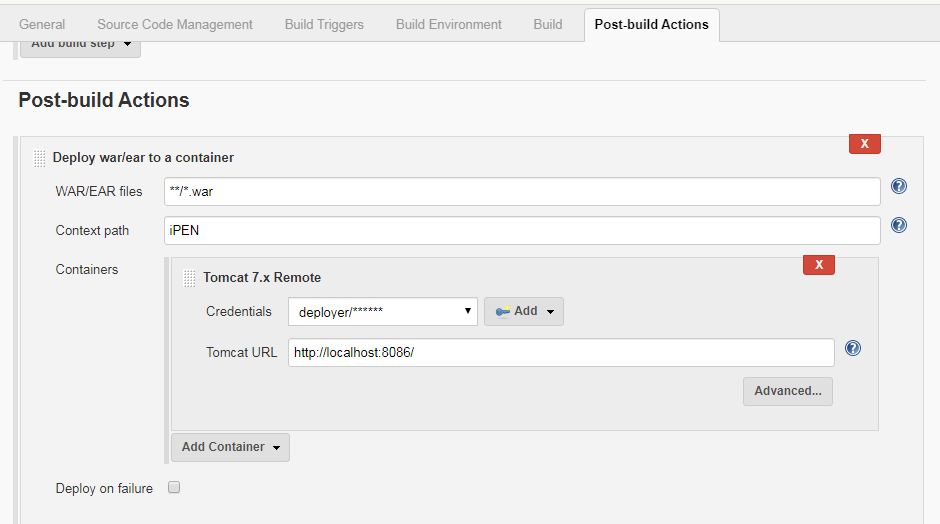 General Source Code Management Build Triggers Build Environment Build Post-build Actions
Add build step
Post-build Actions
X
Deploy war/ear to a container
WAR/EAR files **/*.war ?
Context path iPEN ?
Containers
X
Tomcat 7.x Remote
Credentials deployer/****** Add
Tomcat URL http://localhost:8086/ ?
Advanced...
Add Container
Deploy on failure